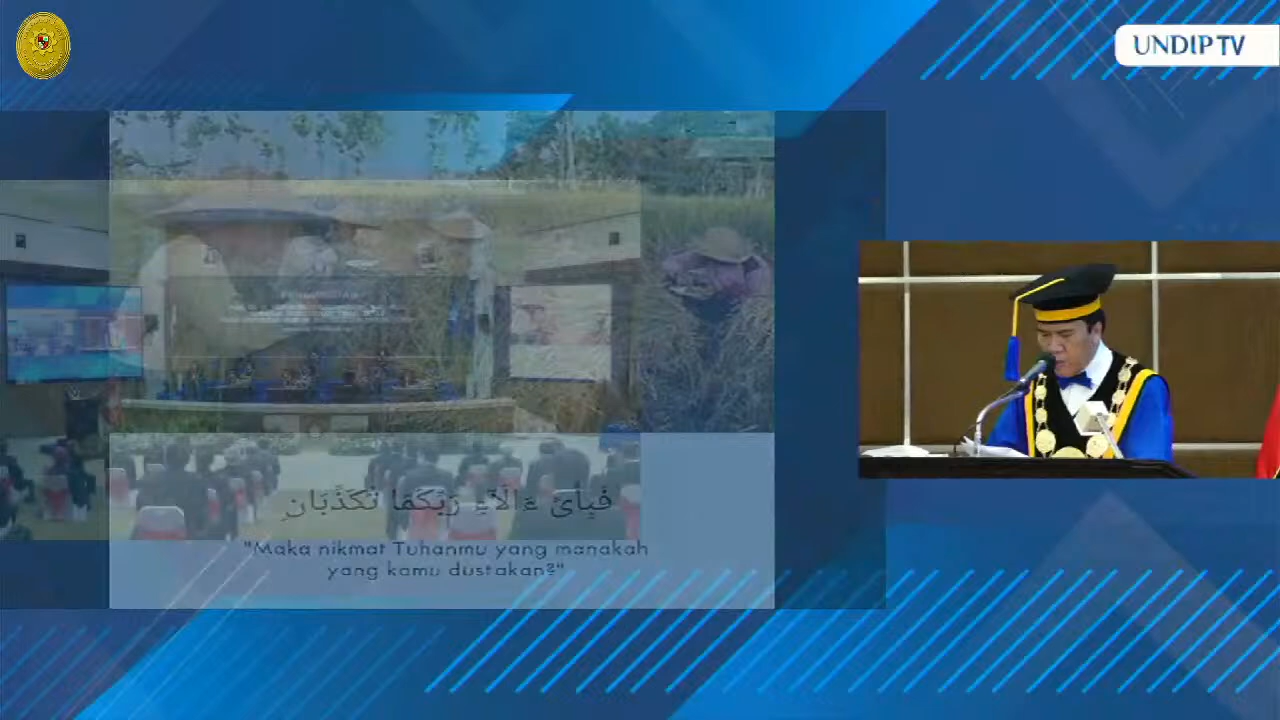 UNDIP TV
فَبِأَىِّ ءَالَآءِ رَبِّكُمَا تُكَذِّبَانِ
"Maka nikmat Tuhanmu yang manakah
yang kamu dustakan?"